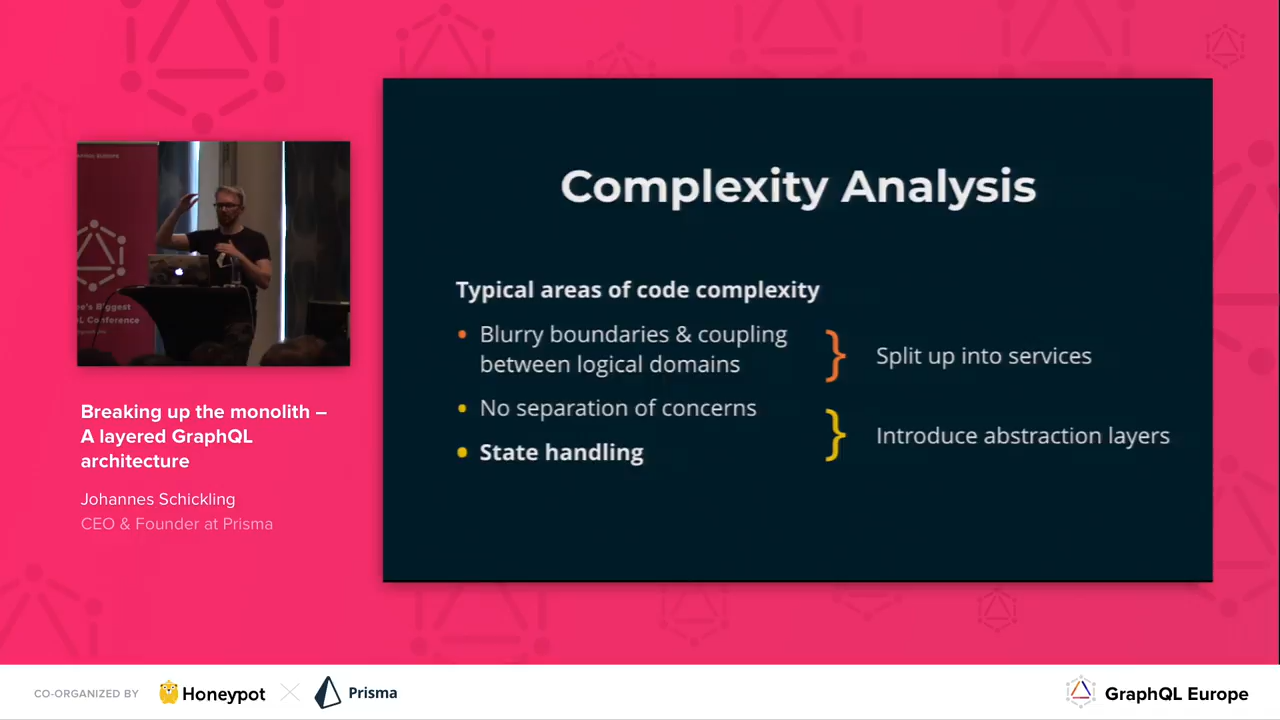 Complexity Analysis
Typical areas of code complexity
• Blurry boundaries & coupling
between logical domains
} Split up into services
• No separation of concerns
• State handling
} Introduce abstraction layers
Breaking up the monolith –
A layered GraphQL
architecture
Johannes Schickling
CEO & Founder at Prisma
CO-ORGANIZED BY Honeypot Prisma GraphQL Europe